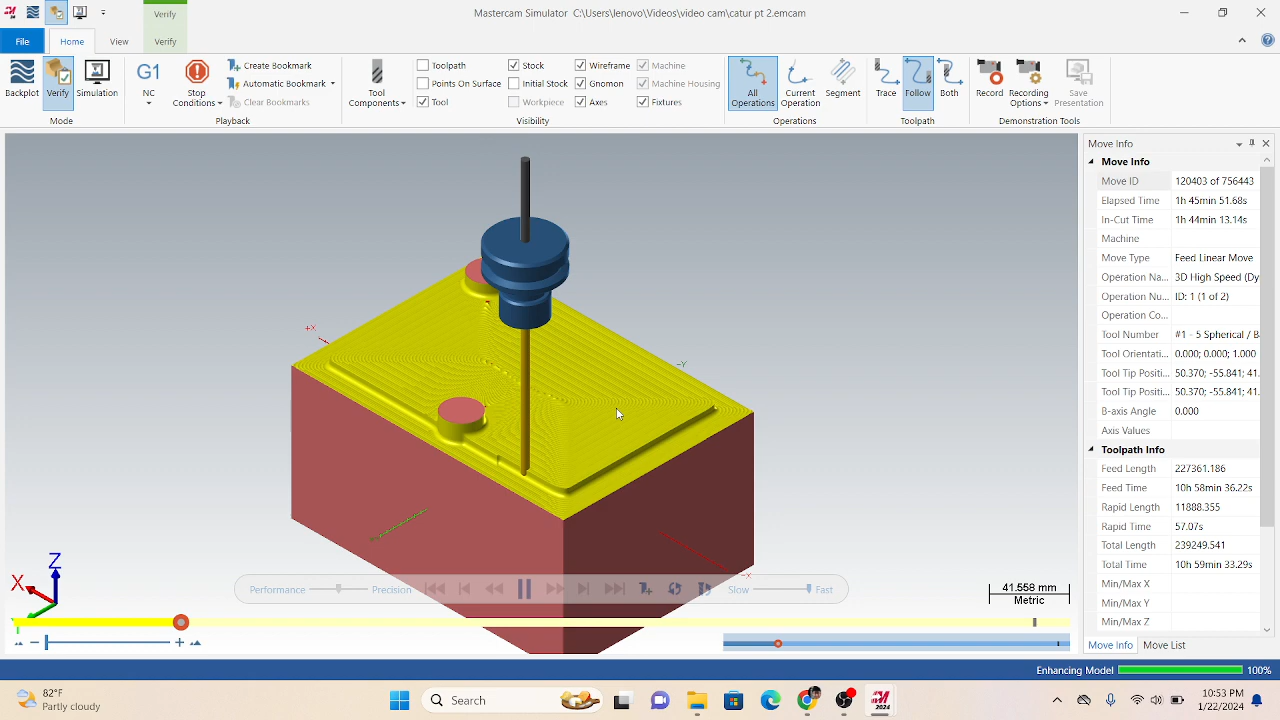 Verify
Mastercam Simulator C:\Users\lenovo\Videos\video cam\catur pt 2.emcam
File
Home
View
Verify
Backplot
Verify
Simulation
Mode
G1
NC
Stop
Conditions
Create Bookmark
Automatic Bookmark
Clear Bookmarks
Playback
Tool
Components
Toolpath
Points On Surface
Tool
Stock
Initial Stock
Workpiece
Wireframe
Gnomon
Axes
Machine
Machine Housing
Fixtures
Visibility
All
Operations
Current
Operation
Segment
Operations
Trace
Follow
Both
Toolpath
Record
Recording
Options
Save
Presentation
Demonstration Tools
Move Info
Move Info
Move ID 120403 of 756443
Elapsed Time 1h 45min 51.68s
In-Cut Time 1h 44min 13.14s
Machine
Move Type Feed Linear Move
Operation Na... 3D High Speed (Dy
Operation Nu... ID: 1 (1 of 2)
Operation Co...
Tool Number #1 - 5 Spherical / B
Tool Orientati... 0.000; 0.000; 1.000
Tool Tip Positi... 50.370; -55.841; 41.
Tool Tip Positi... 50.370; -55.841; 41.
B-axis Angle 0.000
Axis Values
Toolpath Info
Feed Length 227361.186
Feed Time 10h 58min 36.22s
Rapid Length 11888.355
Rapid Time 57.07s
Total Length 239249.541
Total Time 10h 59min 33.29s
Min/Max X
Min/Max Y
Min/Max Z
Move Info
Move List
+X
-Y
-X
Z
X
Performance
Precision
Slow
Fast
41.558 mm
Metric
Enhancing Model
100%
82°F
Partly cloudy
Search
2024
10:53 PM
1/22/2024